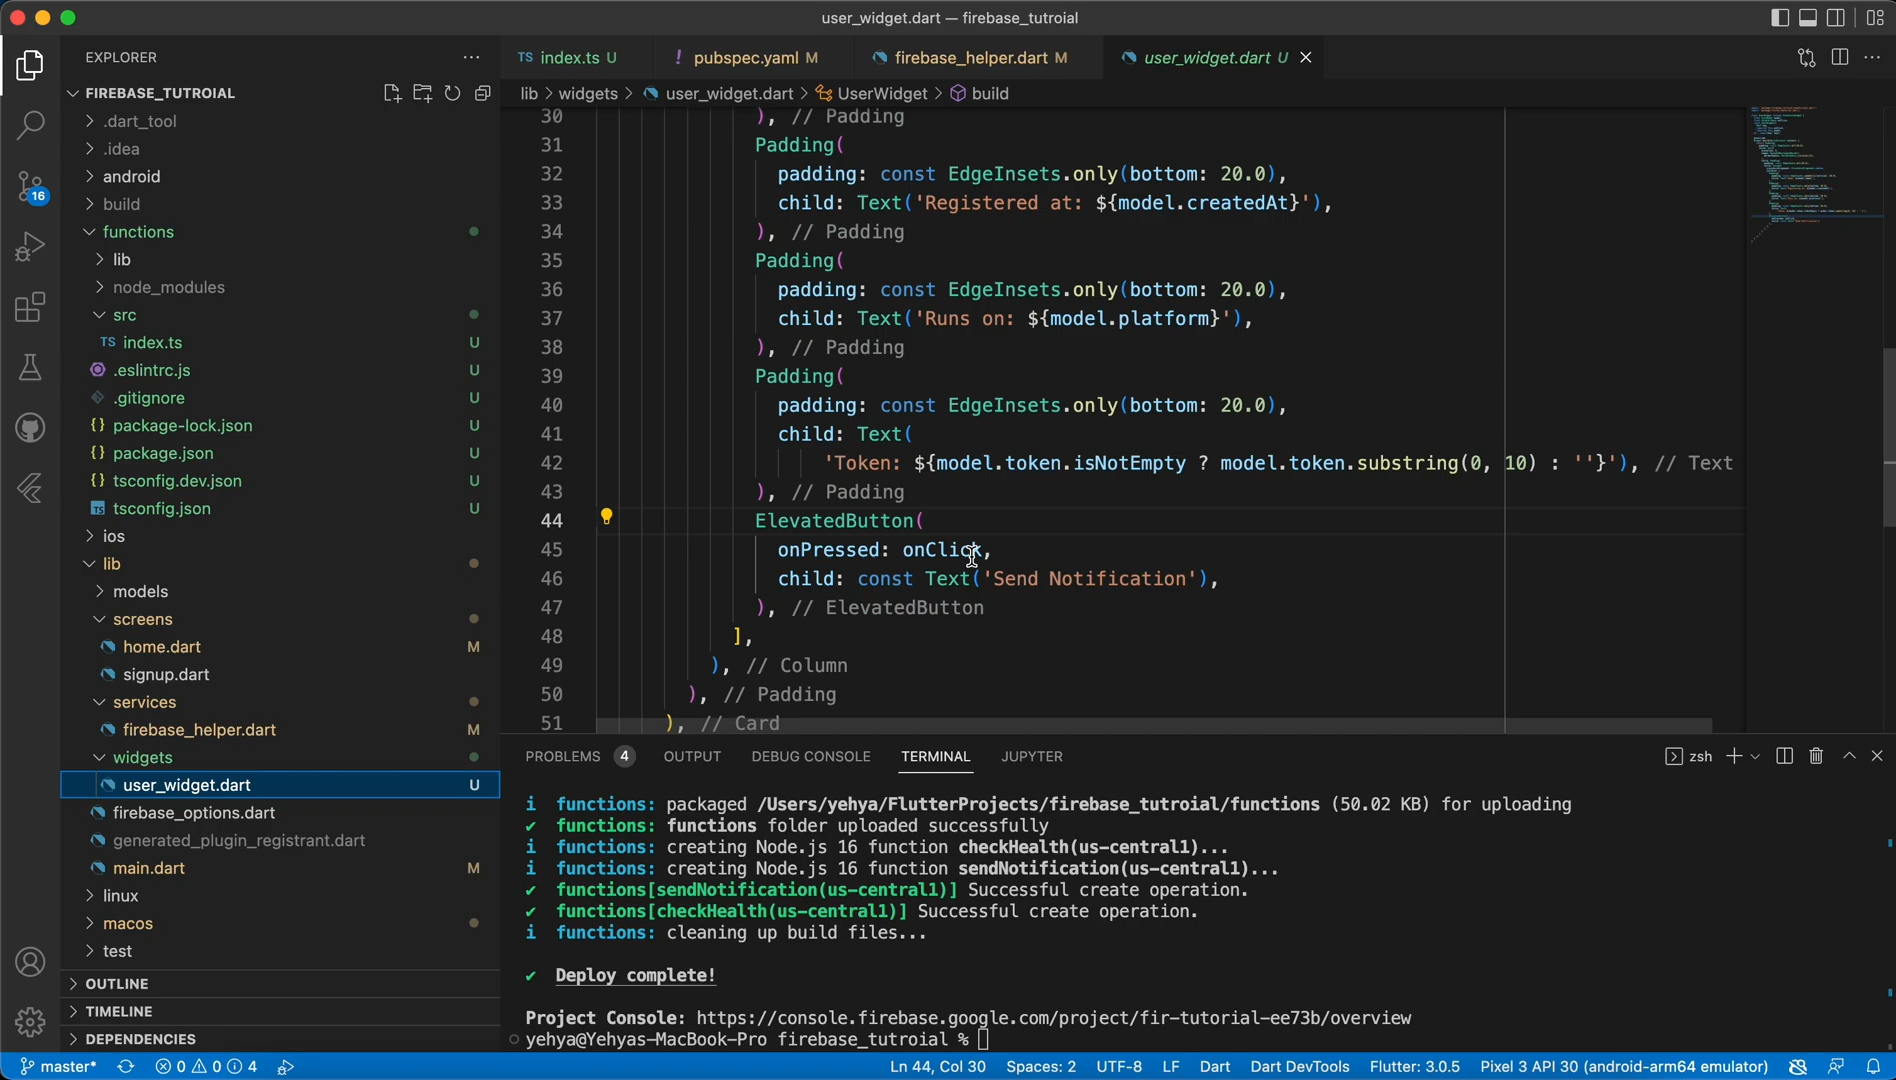 user_widget.dart — firebase_tutroial
EXPLORER
FIREBASE_TUTROIAL
.dart_tool
.idea
android
build
functions
lib
node_modules
src
TS index.ts U
.eslintrc.js U
.gitignore U
{} package-lock.json U
{} package.json U
tsconfig.dev.json U
TS tsconfig.json U
ios
lib
models
screens
home.dart M
signup.dart
services
firebase_helper.dart M
widgets
user_widget.dart U
firebase_options.dart
generated_plugin_registrant.dart
main.dart M
linux
macos
test
OUTLINE
TIMELINE
DEPENDENCIES
16
TS index.ts U
! pubspec.yaml M
firebase_helper.dart M
user_widget.dart U
lib > widgets > user_widget.dart > UserWidget > build
30 ), // Padding
31 Padding(
32 padding: const EdgeInsets.only(bottom: 20.0),
33 child: Text('Registered at: ${model.createdAt}'),
34 ), // Padding
35 Padding(
36 padding: const EdgeInsets.only(bottom: 20.0),
37 child: Text('Runs on: ${model.platform}'),
38 ), // Padding
39 Padding(
40 padding: const EdgeInsets.only(bottom: 20.0),
41 child: Text(
42 'Token: ${model.token.isNotEmpty ? model.token.substring(0, 10) : ''}'), // Text
43 ), // Padding
44 ElevatedButton(
45 onPressed: onClick,
46 child: const Text('Send Notification'),
47 ), // ElevatedButton
48 ],
49 ), // Column
50 ), // Padding
51 ), // Card
PROBLEMS 4 OUTPUT DEBUG CONSOLE TERMINAL JUPYTER
zsh
i functions: packaged /Users/yehya/FlutterProjects/firebase_tutroial/functions (50.02 KB) for uploading
✔ functions: functions folder uploaded successfully
i functions: creating Node.js 16 function checkHealth(us-central1)...
i functions: creating Node.js 16 function sendNotification(us-central1)...
✔ functions[sendNotification(us-central1)] Successful create operation.
✔ functions[checkHealth(us-central1)] Successful create operation.
i functions: cleaning up build files...
✔ Deploy complete!
Project Console: https://console.firebase.google.com/project/fir-tutorial-ee73b/overview
yehya@Yehyas-MacBook-Pro firebase_tutroial %
master* 0 0 4 Ln 44, Col 30 Spaces: 2 UTF-8 LF Dart Dart DevTools Flutter: 3.0.5 Pixel 3 API 30 (android-arm64 emulator)